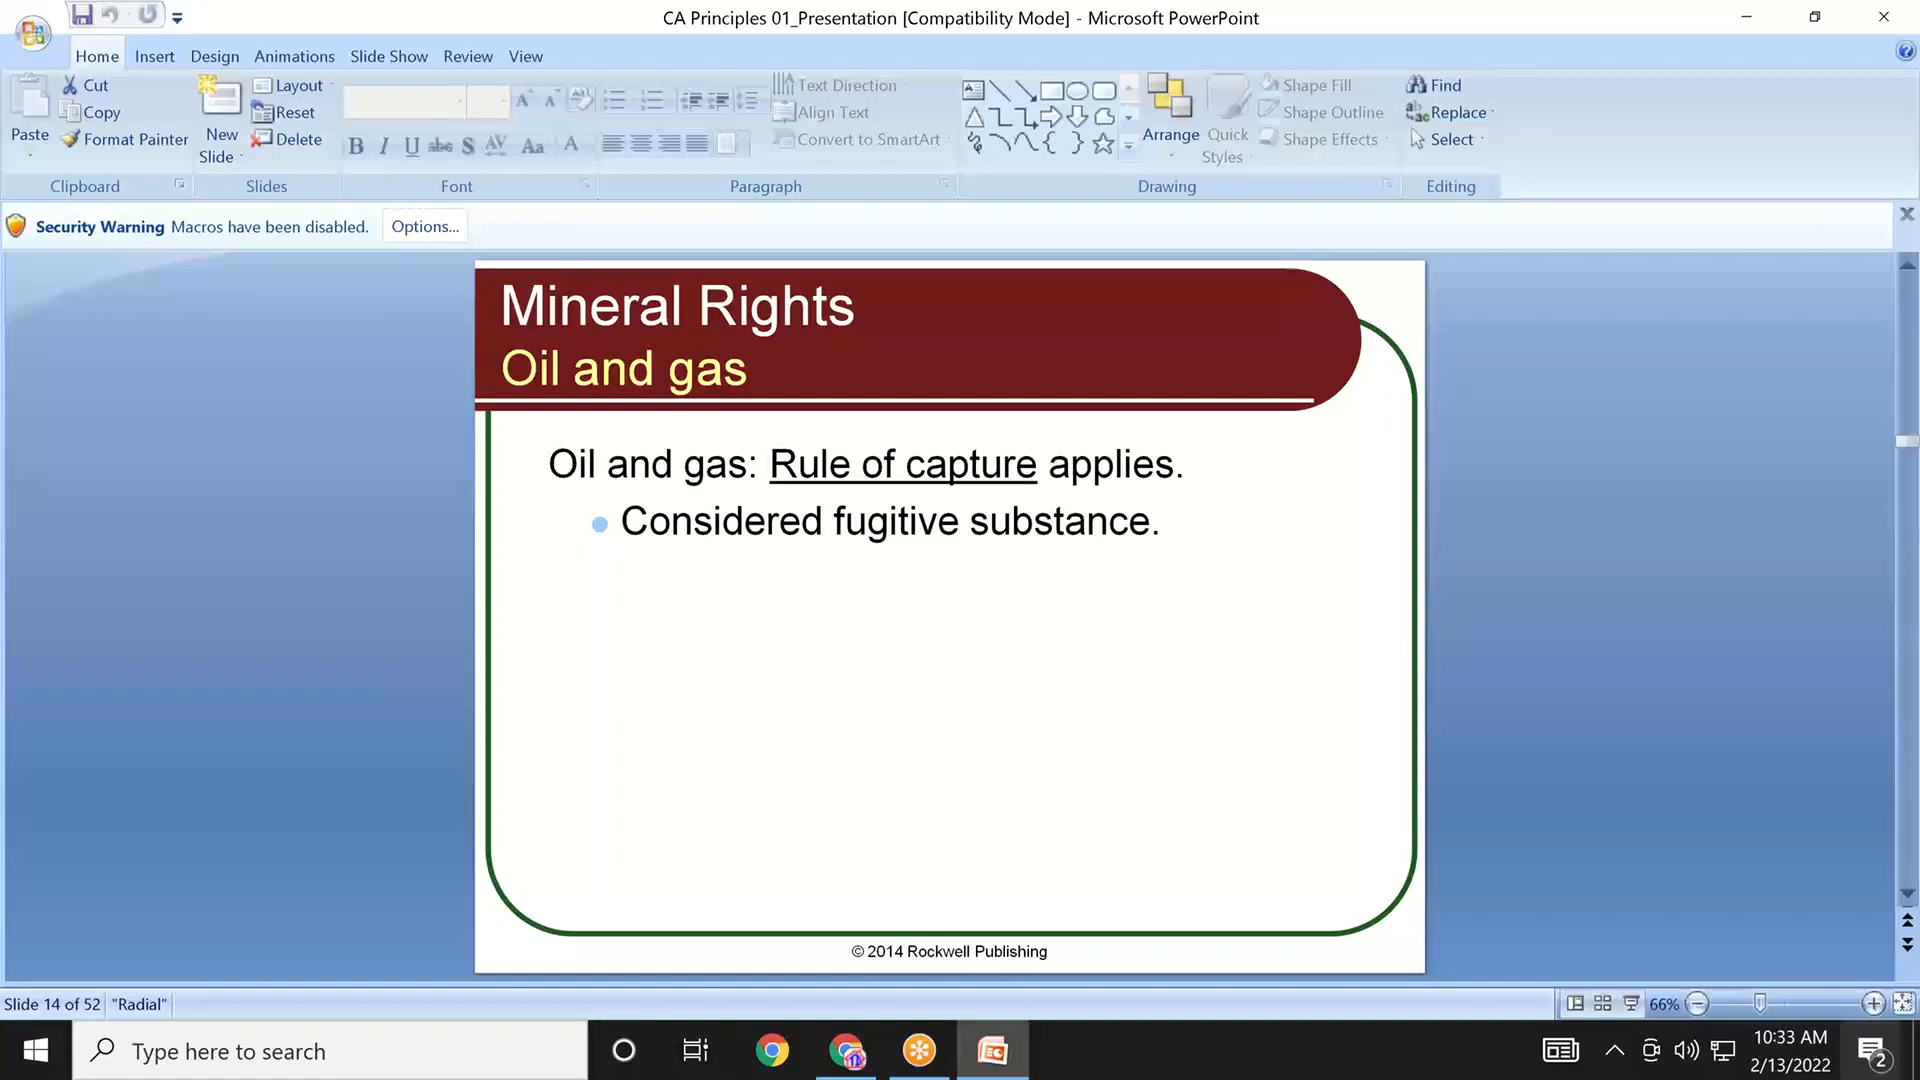 CA Principles 01_Presentation [Compatibility Mode] - Microsoft PowerPoint
Home Insert Design Animations Slide Show Review View
Paste
Cut
Copy
Format Painter
Clipboard
New
Slide
Layout
Reset
Delete
Slides
B I U abc S AV Aa A
Font
Text Direction
Align Text
Convert to SmartArt
Paragraph
Arrange
Quick
Styles
Shape Fill
Shape Outline
Shape Effects
Drawing
Find
Replace
Select
Editing
Security Warning Macros have been disabled. Options...
Mineral Rights
Oil and gas
Oil and gas: Rule of capture applies.
Considered fugitive substance.
© 2014 Rockwell Publishing
Slide 14 of 52 "Radial" 66%
Type here to search
10:33 AM
2/13/2022
2